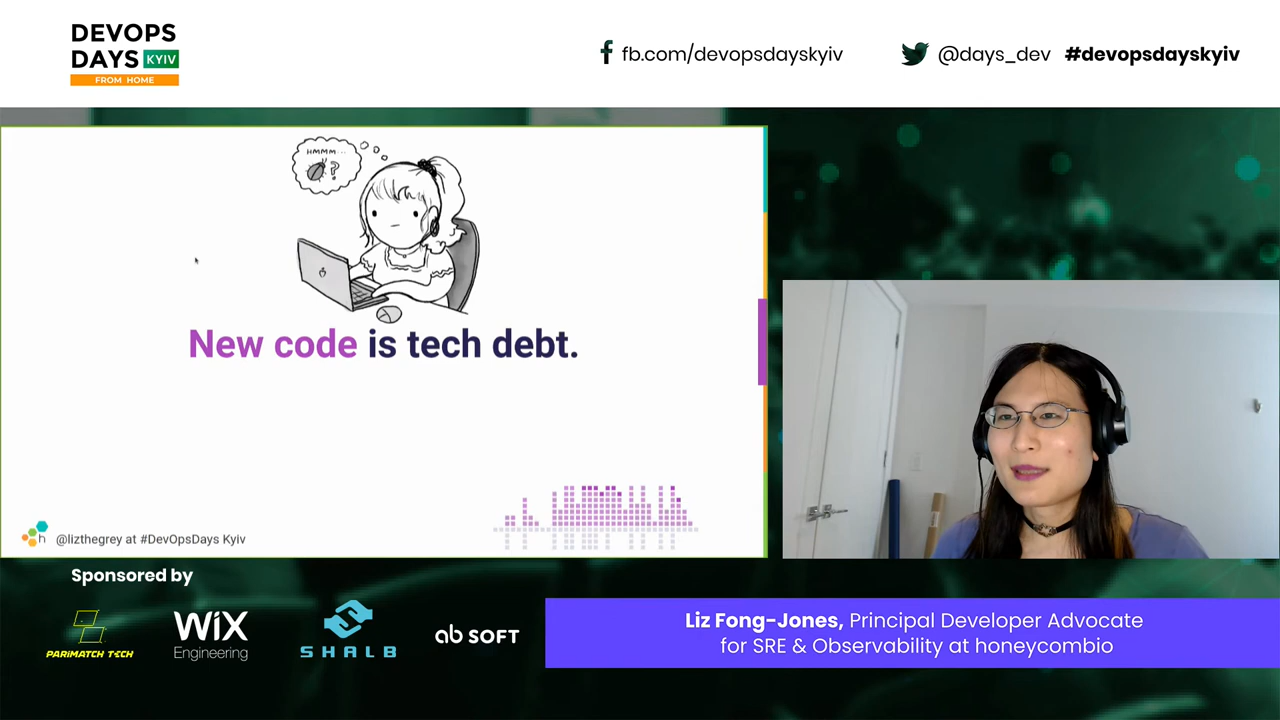 DEVOPS
DAYS KYIV
FROM HOME
fb.com/devopsdayskyiv
@days_dev #devopsdayskyiv
HMMM...
?
New code is tech debt.
h @lizthegrey at #DevOpsDays Kyiv
Sponsored by
PARIMATCH TECH
WiX
Engineering
SHALB
ab SOFT
Liz Fong-Jones, Principal Developer Advocate
for SRE & Observability at honeycombio